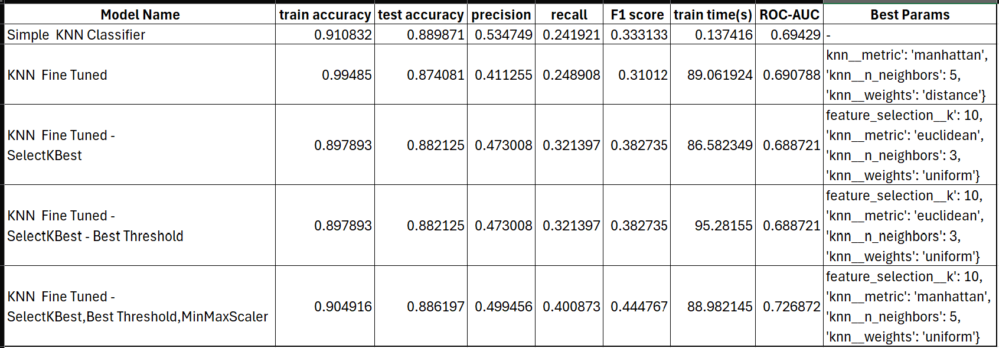 Model Name train accuracy test accuracy precision recall F1 score train time(s) ROC-AUC Best Params
Simple KNN Classifier 0.910832 0.889871 0.534749 0.241921 0.333133 0.137416 0.69429 -
KNN Fine Tuned 0.99485 0.874081 0.411255 0.248908 0.31012 89.061924 0.690788
knn__metric': 'manhattan',
'knn__n_neighbors': 5,
'knn__weights': 'distance'}
KNN Fine Tuned -
SelectKBest
0.897893 0.882125 0.473008 0.321397 0.382735 86.582349 0.688721
feature_selection__k': 10,
'knn__metric': 'euclidean',
'knn__n_neighbors': 3,
'knn__weights': 'uniform'}
KNN Fine Tuned -
SelectKBest - Best Threshold
0.897893 0.882125 0.473008 0.321397 0.382735 95.28155 0.688721
feature_selection__k': 10,
'knn__metric': 'euclidean',
'knn__n_neighbors': 3,
'knn__weights': 'uniform'}
KNN Fine Tuned -
SelectKBest,Best Threshold,MinMaxScaler
0.904916 0.886197 0.499456 0.400873 0.444767 88.982145 0.726872
feature_selection__k': 10,
'knn__metric': 'manhattan',
'knn__n_neighbors': 5,
'knn__weights': 'uniform'}